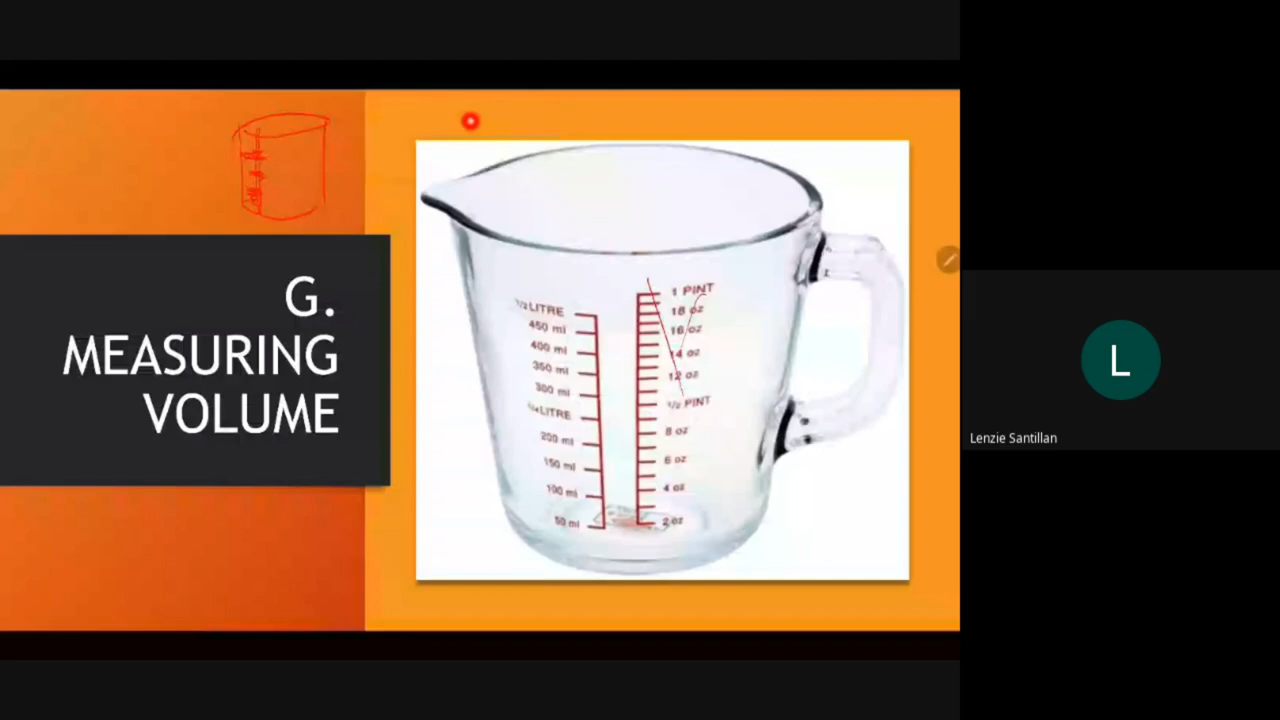 G.
MEASURING
VOLUME
1/2 LITRE
450 ml
400 ml
350 ml
300 ml
LITRE
200 ml
150 ml
100 ml
50 ml
1 PINT
18 oz
16 oz
14 oz
12 oz
1/2 PINT
8 oz
6 oz
4 oz
2 oz
L
Lenzie Santillan